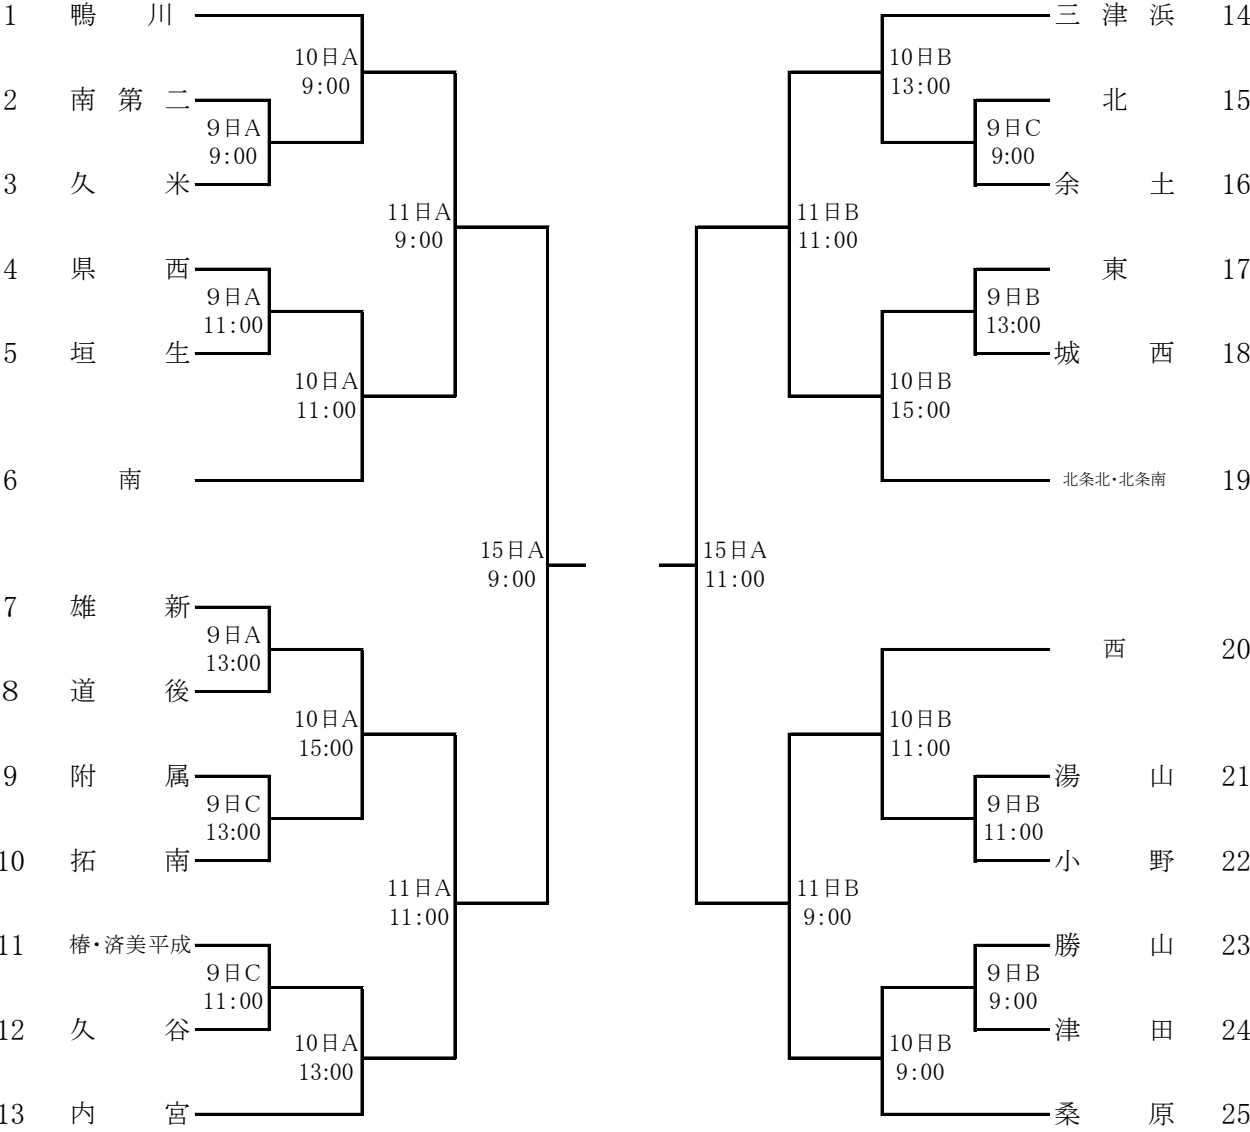 1 鴨川
10日A
9:00
2 南第二
9日A
9:00
3 久米
11日A
9:00
4 県西
9日A
11:00
5 垣生
10日A
11:00
6 南
15日A
9:00
7 雄新
9日A
13:00
8 道後
10日A
15:00
9 附属
9日C
13:00
10 拓南
11日A
11:00
11 椿・済美平成
9日C
11:00
12 久谷
10日A
13:00
13 内宮
三津浜 14
10日B
13:00
北 15
9日C
9:00
余土 16
11日B
11:00
東 17
9日B
13:00
城西 18
10日B
15:00
北条北・北条南 19
15日A
11:00
西 20
10日B
11:00
湯山 21
9日B
11:00
小野 22
11日B
9:00
勝山 23
9日B
9:00
津田 24
10日B
9:00
桑原 25